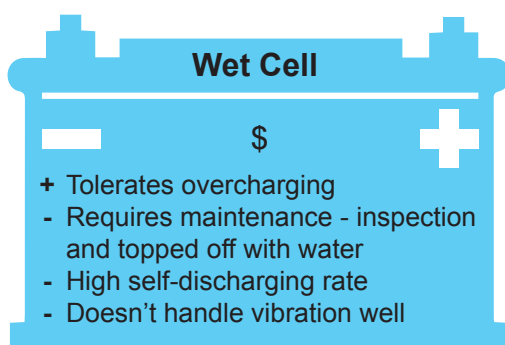 Wet Cell
$
+ Tolerates overcharging
- Requires maintenance - inspection
and topped off with water
- High self-discharging rate
- Doesn’t handle vibration well